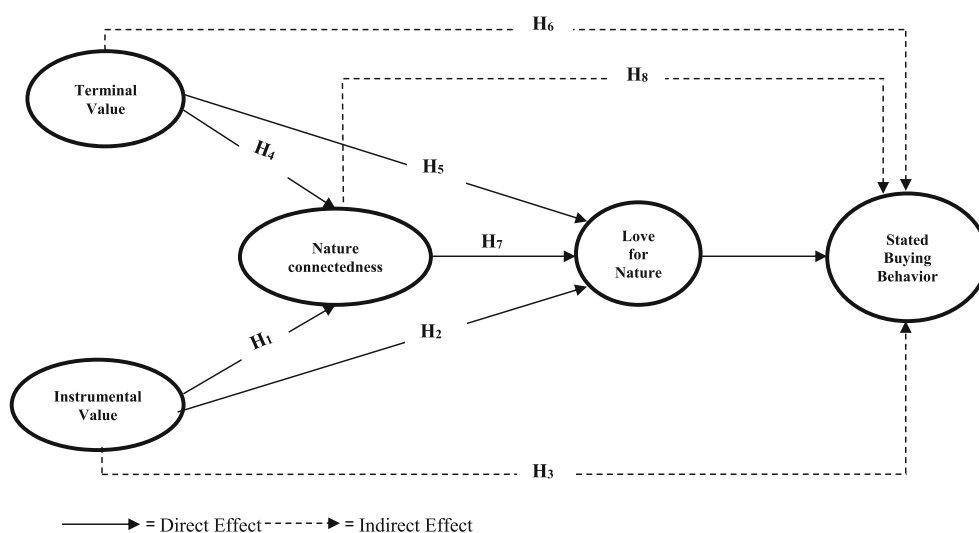 H6
H8
Terminal
Value
H4
H5
Nature
connectedness
H7
Love
for
Nature
Stated
Buying
Behavior
H1
H2
Instrumental
Value
H3
= Direct Effect
= Indirect Effect